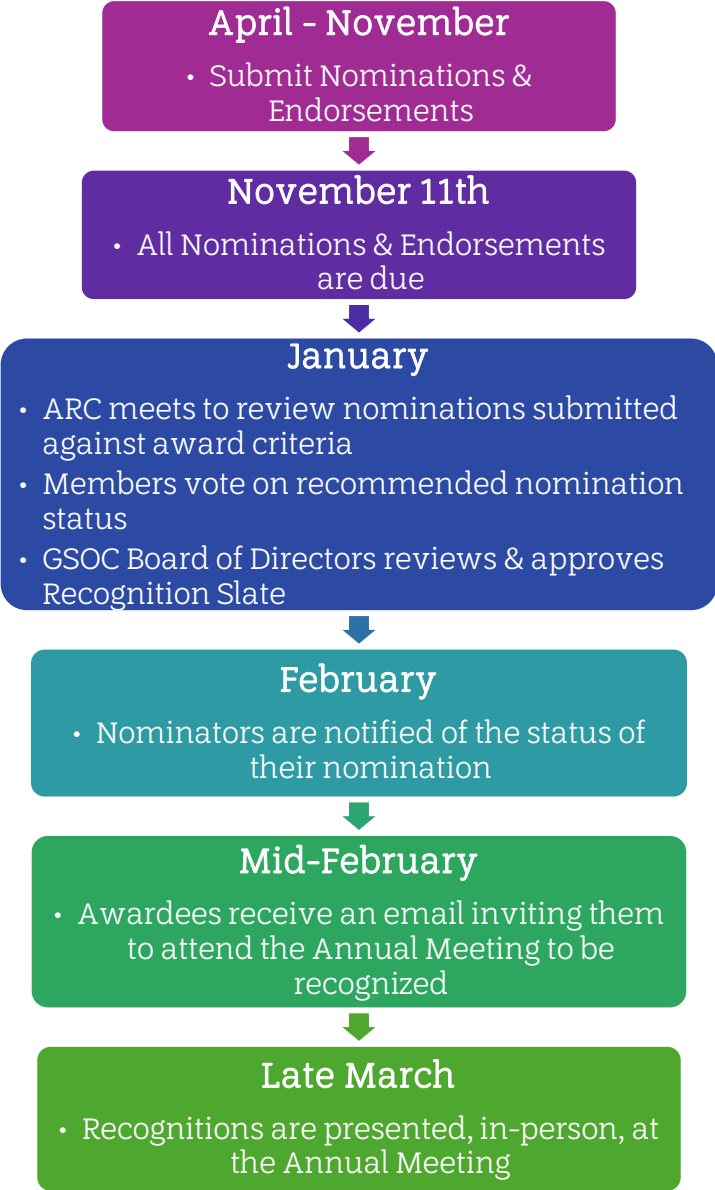 April - November
• Submit Nominations &
Endorsements
November 11th
• All Nominations & Endorsements
are due
January
• ARC meets to review nominations submitted
against award criteria
• Members vote on recommended nomination
status
• GSOC Board of Directors reviews & approves
Recognition Slate
February
• Nominators are notified of the status of
their nomination
Mid-February
• Awardees receive an email inviting them
to attend the Annual Meeting to be
recognized
Late March
• Recognitions are presented, in-person, at
the Annual Meeting